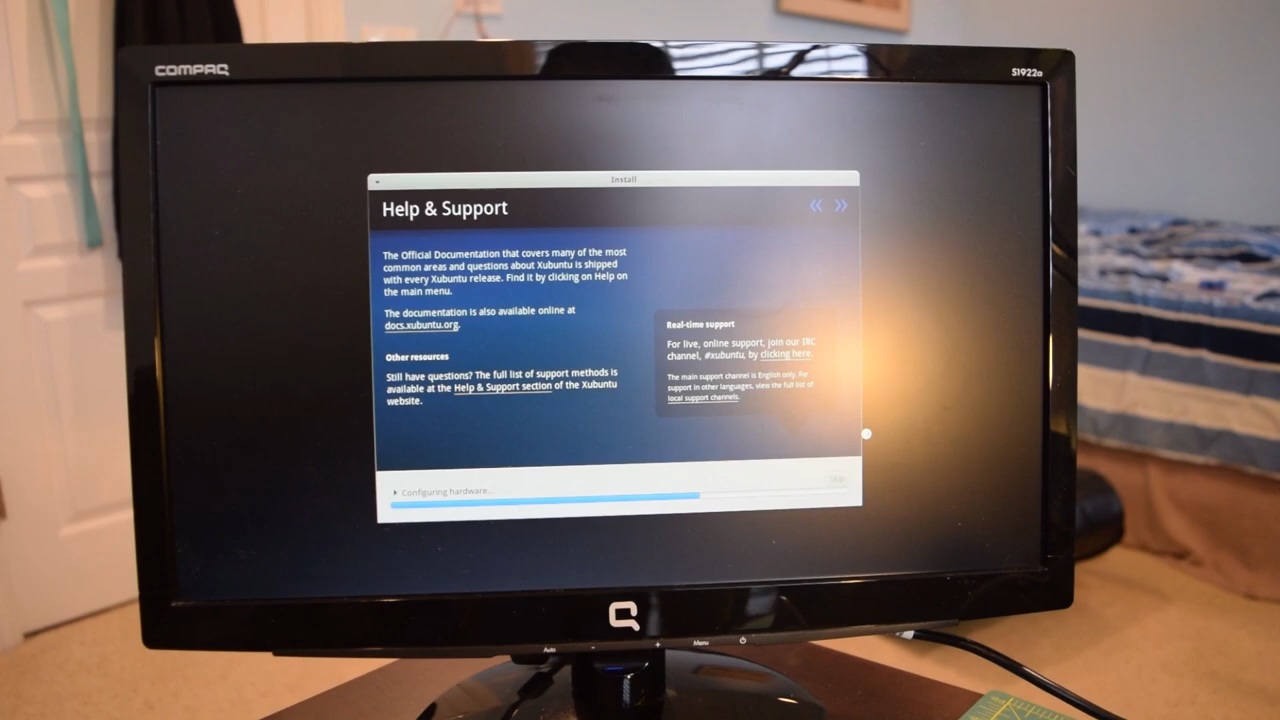 COMPAQ
S1922a
Install
Help & Support
« »
The Official Documentation that covers many of the most
common areas and questions about Xubuntu is shipped
with every Xubuntu release. Find it by clicking on Help on
the main menu.
The documentation is also available online at
docs.xubuntu.org.
Other resources
Still have questions? The full list of support methods is
available at the Help & Support section of the Xubuntu
website.
Real-time support
For live, online support, join our IRC
channel, #xubuntu, by clicking here.
The main support channel is English only. For
support in other languages, view the full list of
local support channels.
Configuring hardware...
Skip
Auto - + Menu